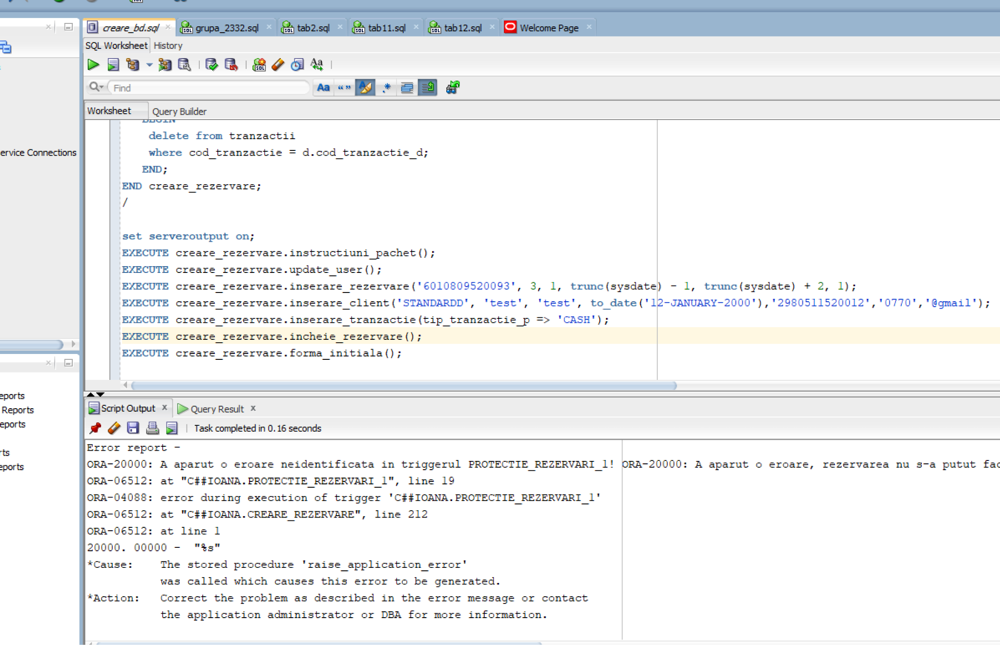 creare_bd.sql
grupa_2332.sql
tab2.sql
tab11.sql
tab12.sql
Welcome Page
SQL Worksheet
History
Find
Worksheet
Query Builder
BEGIN
delete from tranzactii
where cod_tranzactie = d.cod_tranzactie_d;
END;
END creare_rezervare;
/
set serveroutput on;
EXECUTE creare_rezervare.instructiuni_pachet();
EXECUTE creare_rezervare.update_user();
EXECUTE creare_rezervare.inserare_rezervare('6010809520093', 3, 1, trunc(sysdate) - 1, trunc(sysdate) + 2, 1);
EXECUTE creare_rezervare.inserare_client('STANDARDD', 'test', 'test', to_date('12-JANUARY-2000'),'2980511520012','0770','@gmail');
EXECUTE creare_rezervare.inserare_tranzactie(tip_tranzactie_p => 'CASH');
EXECUTE creare_rezervare.incheie_rezervare();
EXECUTE creare_rezervare.forma_initiala();
ervice Connections
eports
Reports
eports
rts
eports
Script Output
Query Result
Task completed in 0.16 seconds
Error report -
ORA-20000: A aparut o eroare neidentificata in triggerul PROTECTIE_REZERVARI_1! ORA-20000: A aparut o eroare, rezervarea nu s-a putut fac
ORA-06512: at "C##IOANA.PROTECTIE_REZERVARI_1", line 19
ORA-04088: error during execution of trigger 'C##IOANA.PROTECTIE_REZERVARI_1'
ORA-06512: at "C##IOANA.CREARE_REZERVARE", line 212
ORA-06512: at line 1
20000. 00000 -  "%s"
*Cause:    The stored procedure 'raise_application_error'
was called which causes this error to be generated.
*Action:   Correct the problem as described in the error message or contact
the application administrator or DBA for more information.